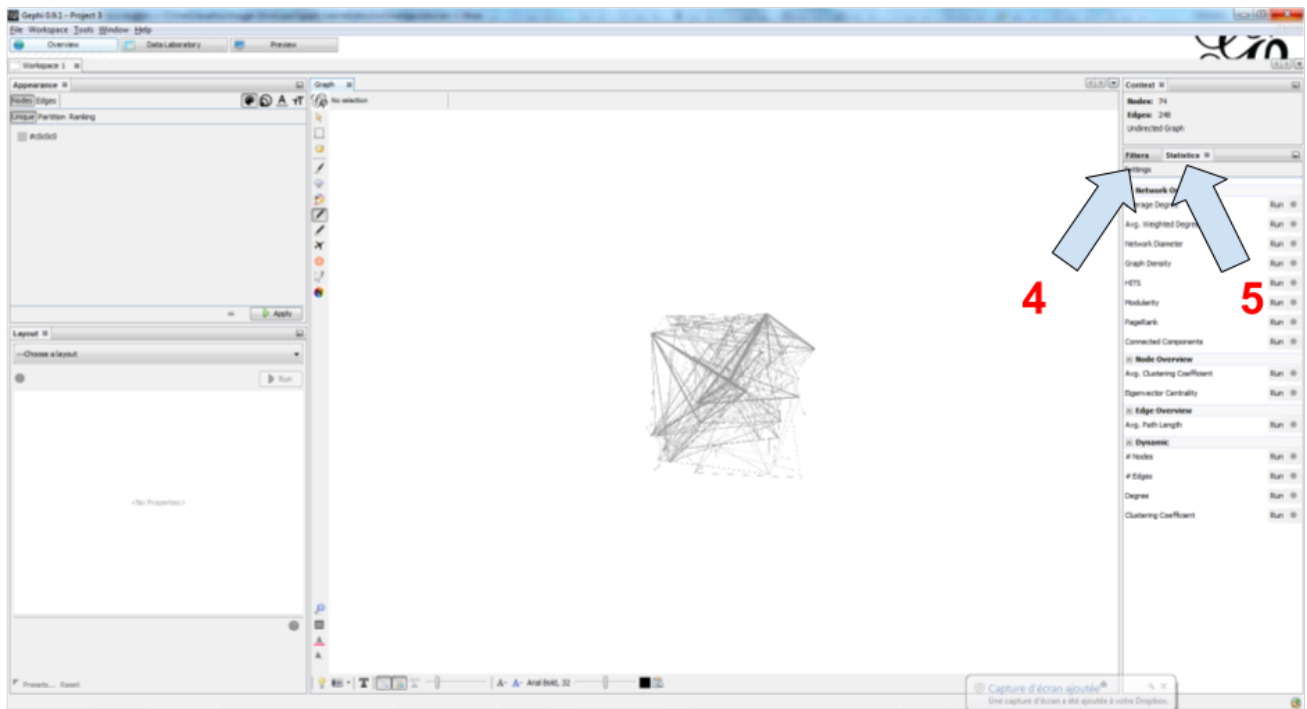 Gephi 0.9.1 - Project 3
File Workspace Tools Window Help
Overview Data Laboratory Preview
Workspace 1
Appearance
Nodes Edges
Unique Partition Ranking
#c0c0c0
Apply
Layout
---Choose a layout
Run
<No Properties>
Presets... Reset
Graph
No selection
Arial Bold, 32
Context
Nodes: 74
Edges: 248
Undirected Graph
Filters Statistics
Settings
Network
Degree Run
Avg. Weighted Degree Run
Network Diameter Run
Graph Density Run
HITS Run
Modularity Run
PageRank Run
Connected Components Run
Node Overview
Avg. Clustering Coefficient Run
Eigenvector Centrality Run
Edge Overview
Avg. Path Length Run
Dynamic
# Nodes Run
# Edges Run
Degree Run
Clustering Coefficient Run
4
5
Capture d'écran ajoutée
Une capture d'écran a été ajoutée à votre Dropbox.